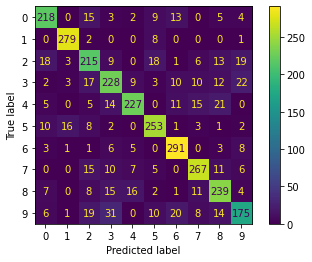 0 218 0 15 3 2 9 13 0 5 4
1 0 279 2 0 0 8 0 0 0 1
2 18 3 215 9 0 18 1 6 13 19
3 2 3 17 228 9 3 10 10 12 22
4 5 0 5 14 227 0 11 15 21 0
5 10 16 8 2 0 253 1 3 1 2
6 3 1 1 6 5 0 291 0 3 8
7 0 0 15 10 7 5 0 267 11 6
8 7 0 8 15 16 2 1 11 239 4
9 6 1 19 31 0 10 20 8 14 175
0 1 2 3 4 5 6 7 8 9
Predicted label
True label
250
200
150
100
50
0